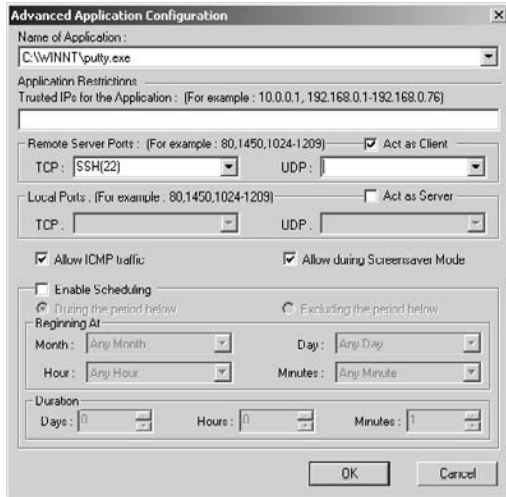 Advanced Application Configuration
Name of Application :
C:\WINNT\putty.exe
Application Restrictions
Trusted IPs for the Application : (For example : 10.0.0.1, 192.168.0.1-192.168.0.76)
Remote Server Ports : (For example : 80,1450,1024-1209) Act as Client
TCP : SSH(22) UDP :
Local Ports : (For example : 80,1450,1024-1209) Act as Server
TCP : UDP :
Allow ICMP traffic Allow during Screensaver Mode
Enable Scheduling
During the period below Excluding the period below
Beginning At
Month : Any Month Day : Any Day
Hour : Any Hour Minutes : Any Minute
Duration
Days : 0 Hours : 0 Minutes : 1
OK Cancel